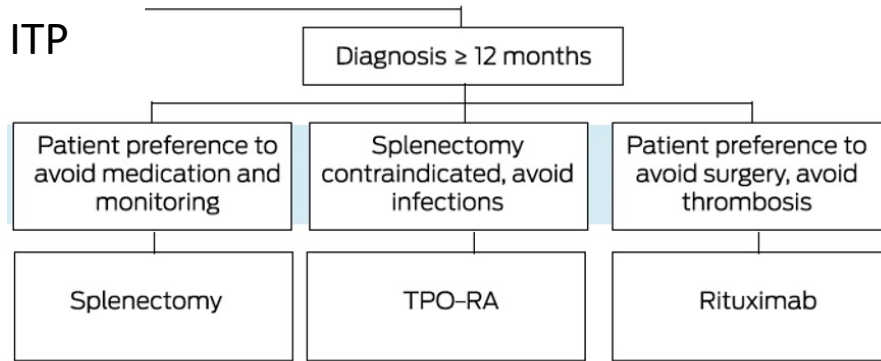 ITP
Diagnosis ≥ 12 months
Patient preference to
avoid medication and
monitoring
Splenectomy
contraindicated, avoid
infections
Patient preference to
avoid surgery, avoid
thrombosis
Splenectomy
TPO–RA
Rituximab